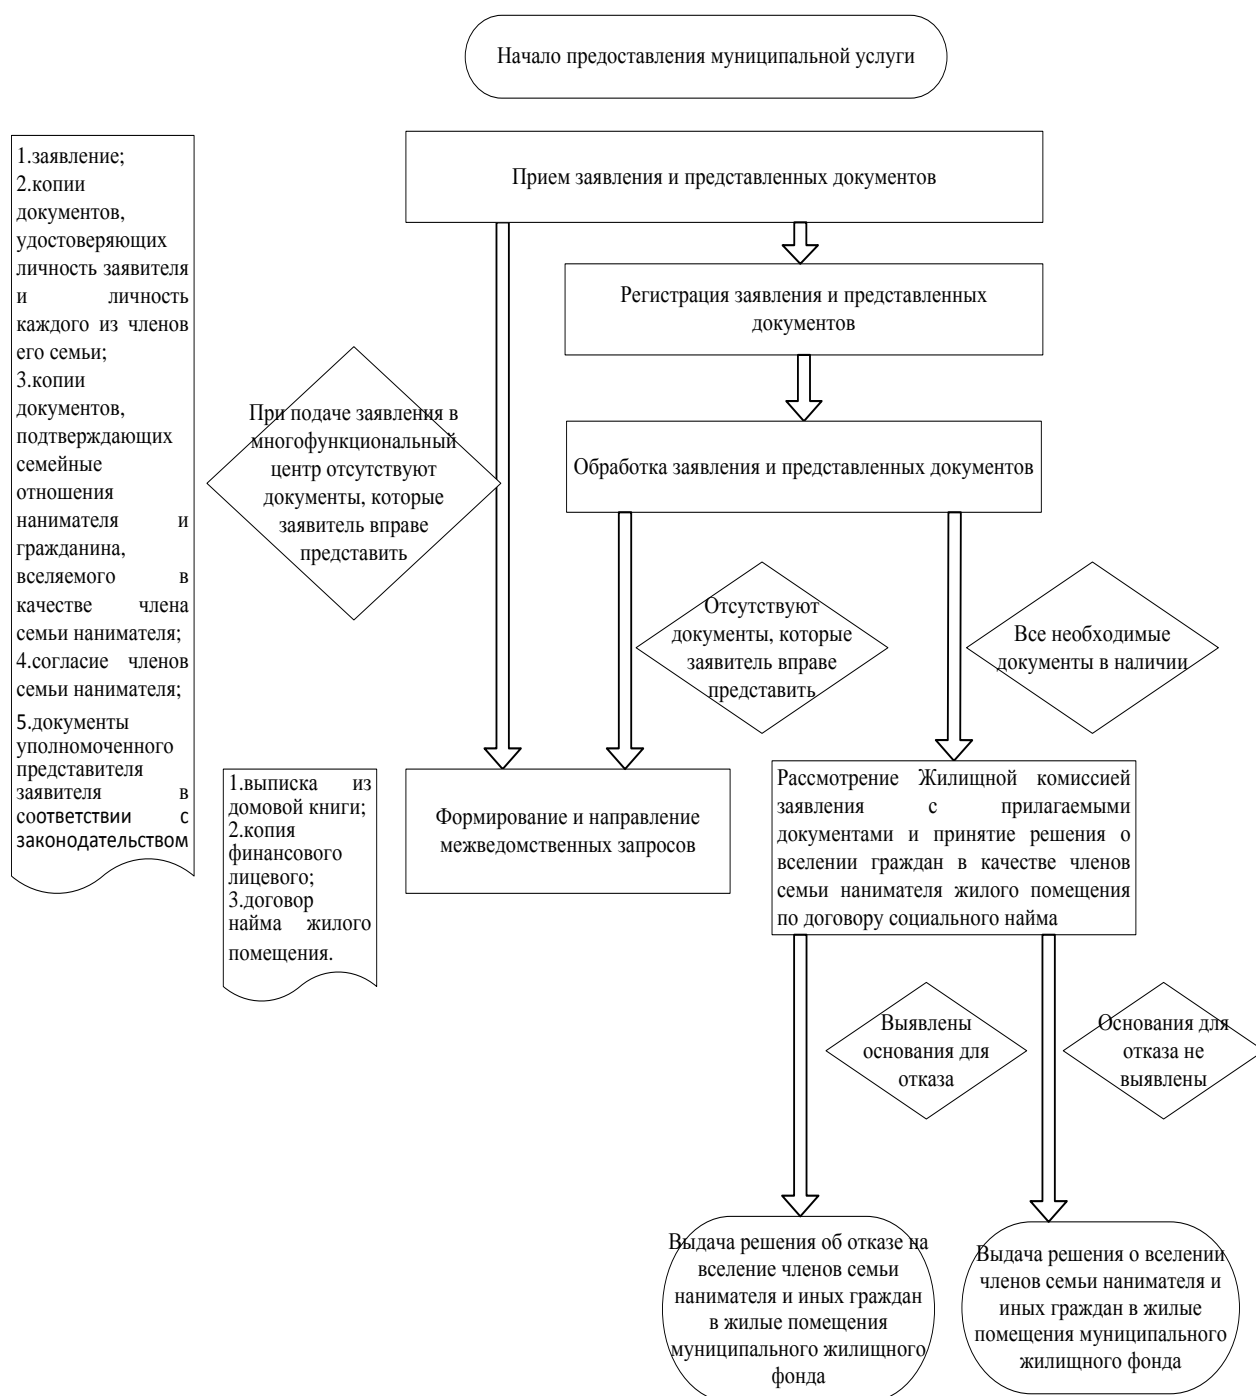 Начало предоставления муниципальной услуги
Прием заявления и представленных документов
1.заявление;
2.копии
документов,
удостоверяющих
личность заявителя
и личность
каждого из членов
его семьи;
3.копии
документов,
подтверждающих
семейные
отношения
нанимателя и
гражданина,
вселяемого в
качестве члена
семьи нанимателя;
4.согласие членов
семьи нанимателя;
5.документы
уполномоченного
представителя
заявителя в
соответствии с
законодательством
Регистрация заявления и представленных
документов
При подаче заявления в
многофункциональный
центр отсутствуют
документы, которые
заявитель вправе
представить
Обработка заявления и представленных документов
Отсутствуют
документы, которые
заявитель вправе
представить
Все необходимые
документы в наличии
1.выписка из
домовой книги;
2.копия
финансового
лицевого;
3.договор
найма жилого
помещения.
Формирование и направление
межведомственных запросов
Рассмотрение Жилищной комиссией
заявления с прилагаемыми
документами и принятие решения о
вселении граждан в качестве членов
семьи нанимателя жилого помещения
по договору социального найма
Выявлены
основания для
отказа
Основания для
отказа не
выявлены
Выдача решения об отказе на
вселение членов семьи
нанимателя и иных граждан
в жилые помещения
муниципального жилищного
фонда
Выдача решения о вселении
членов семьи нанимателя и
иных граждан в жилые
помещения муниципального
жилищного фонда